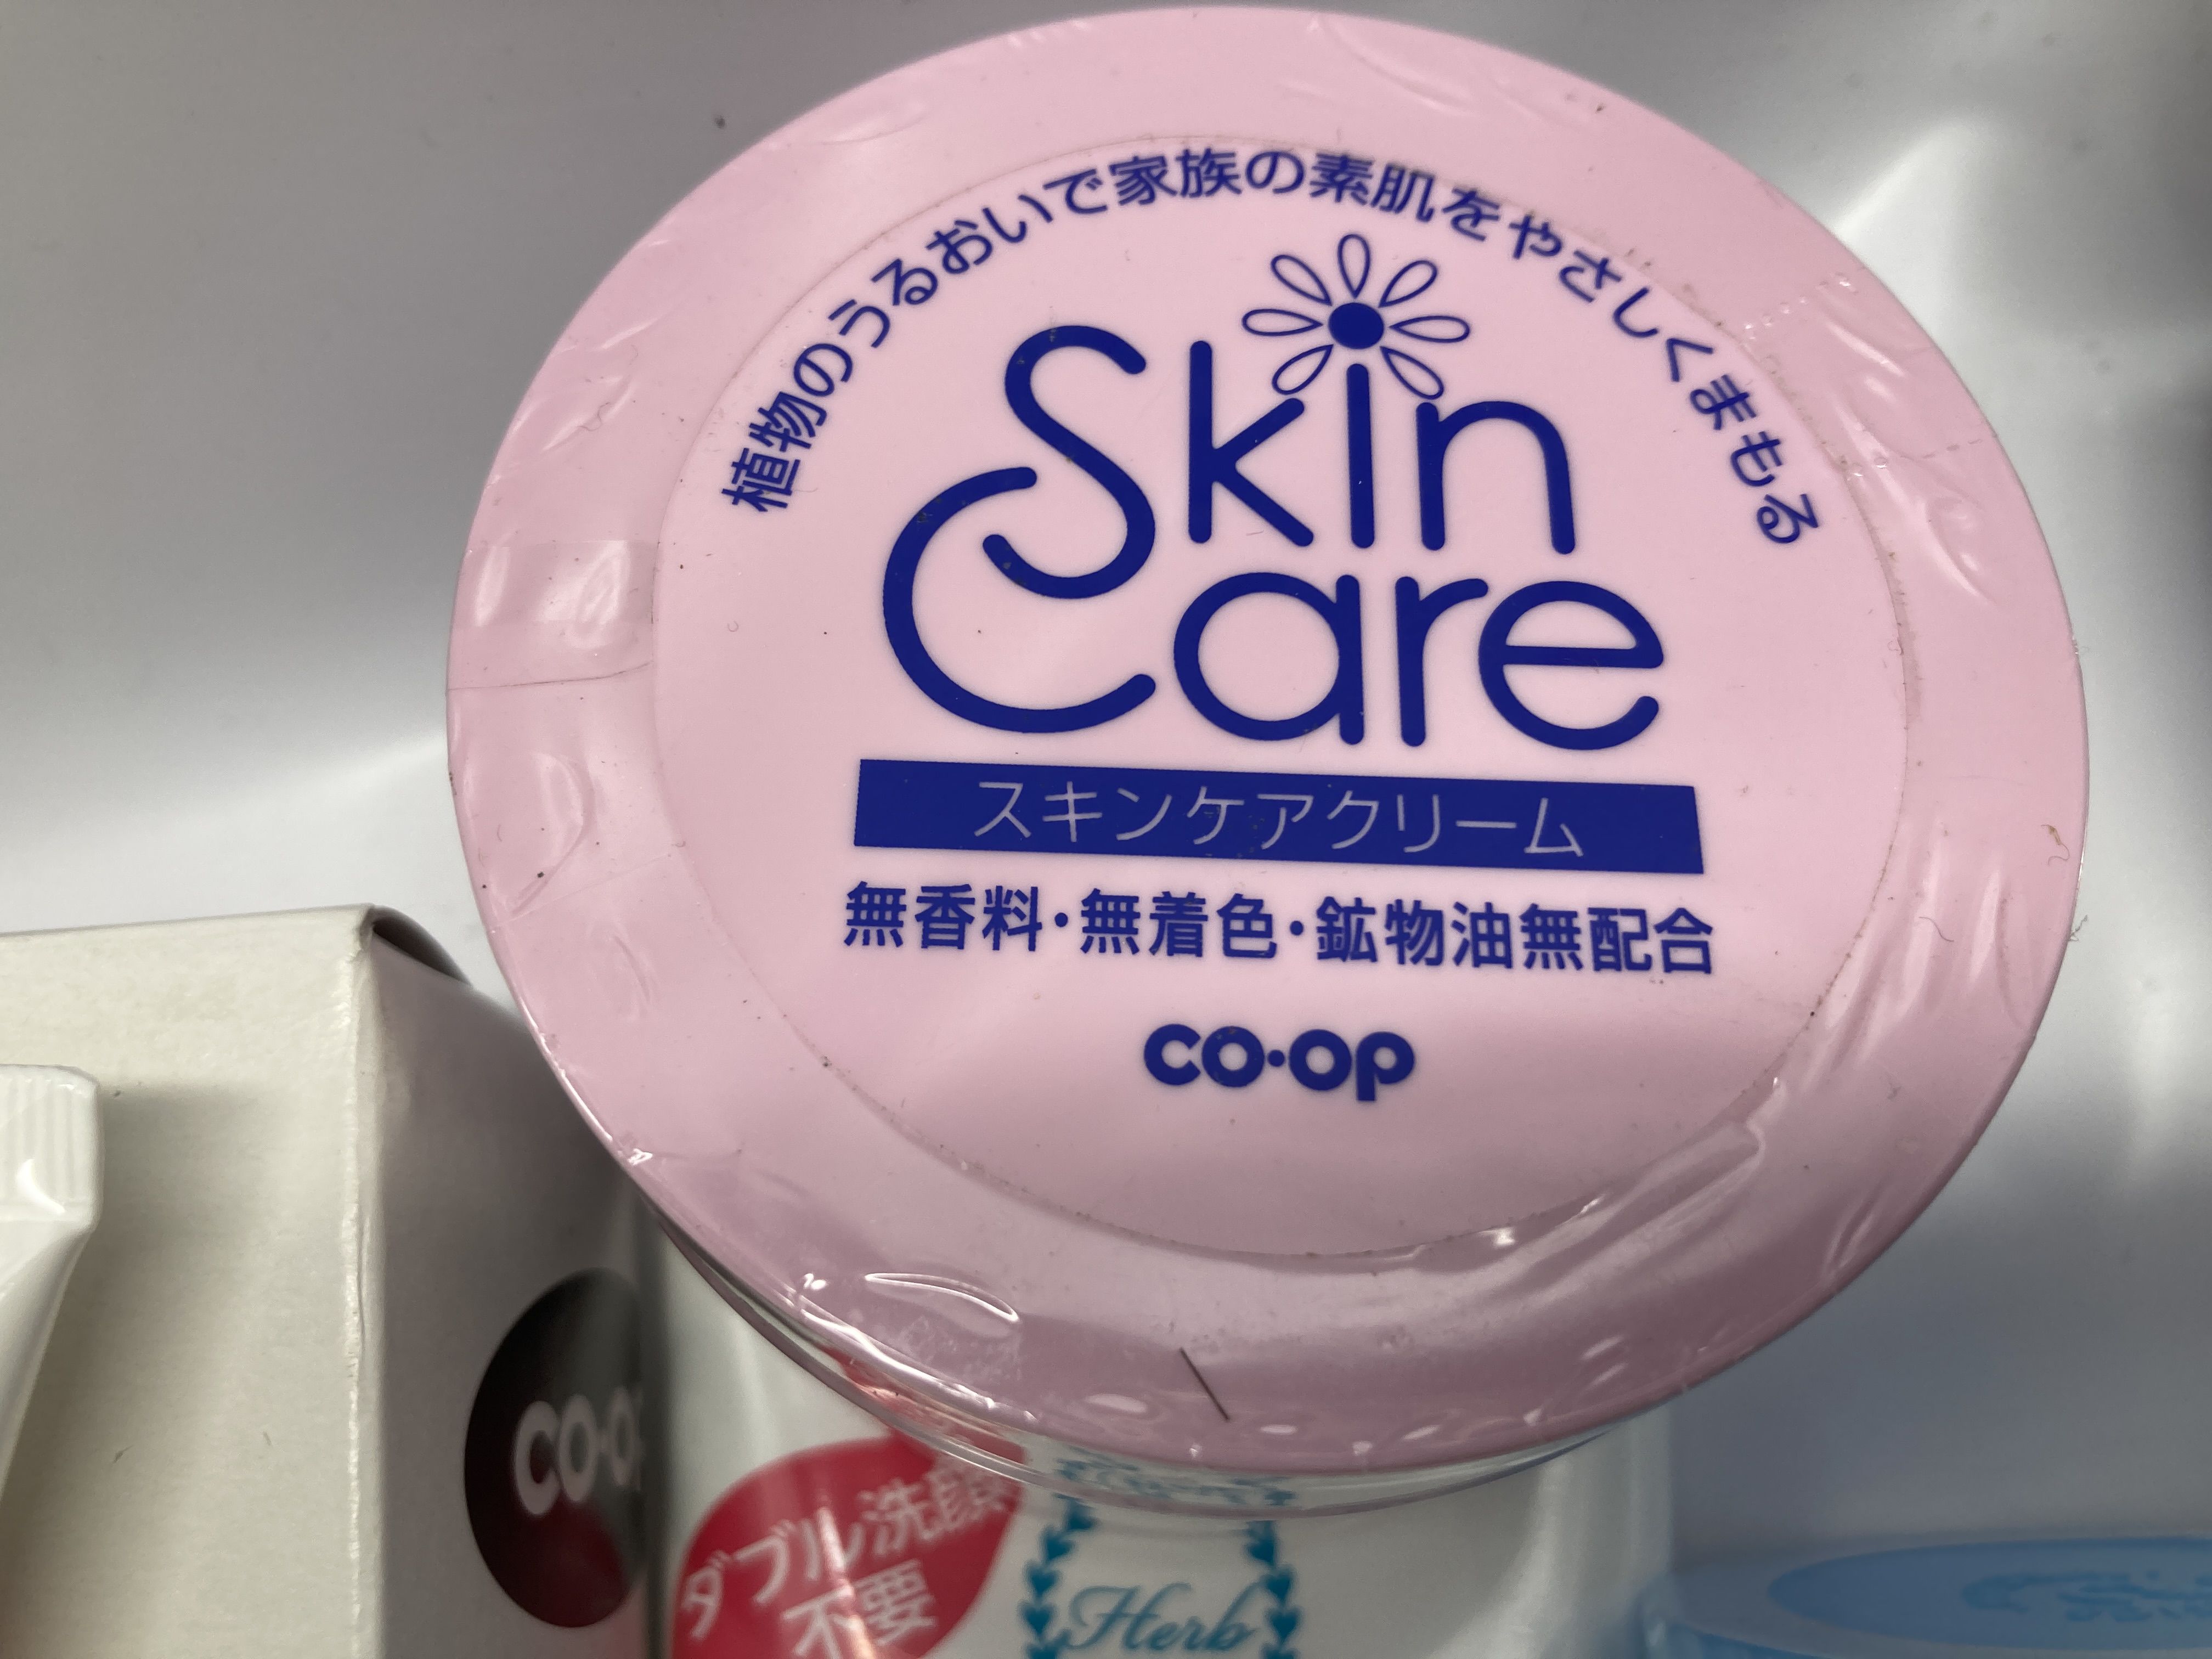 植物のうるおいで家族の素肌をやさしくまもる
Skin
Care
スキンケアクリーム
無香料・無着色・鉱物油無配合
co・op
CO・O
ダブル洗顔
不要
Herb